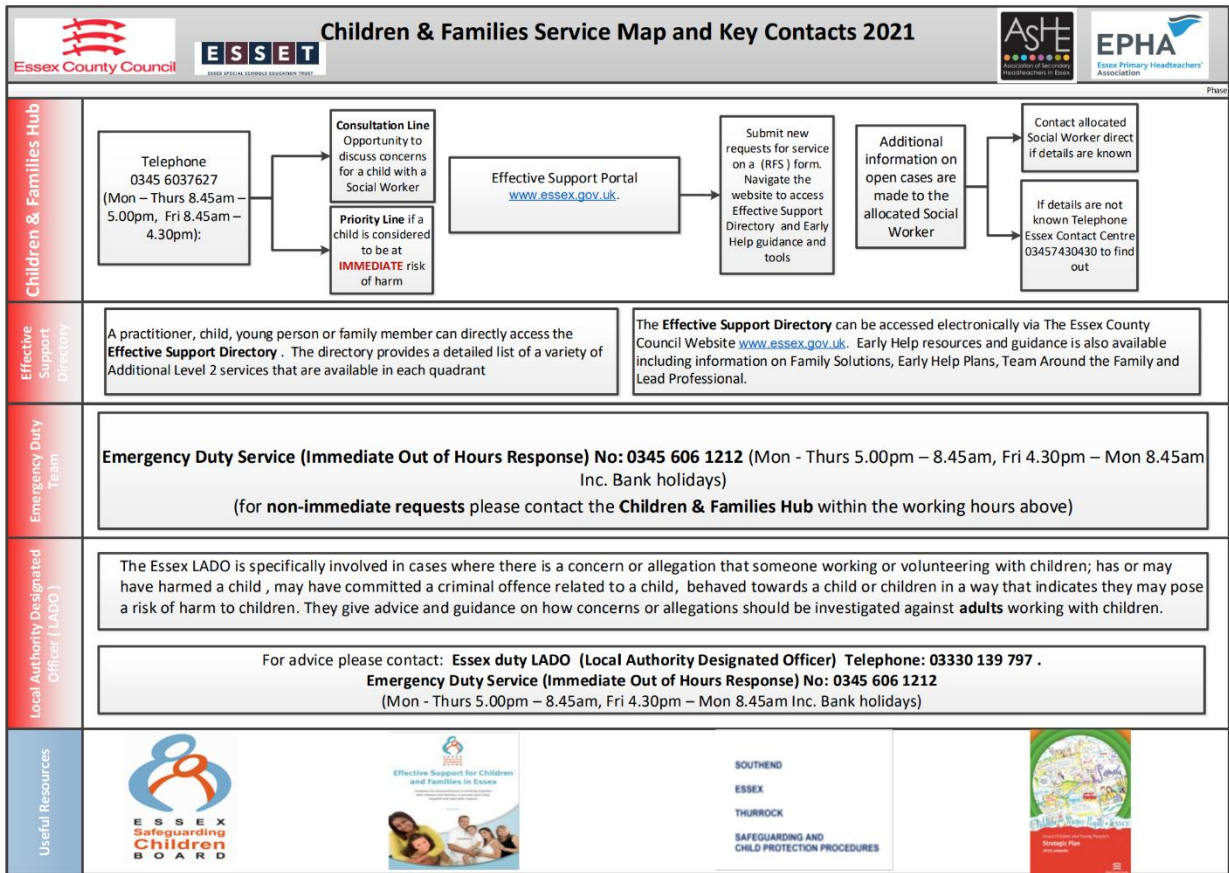 Children & Families Service Map and Key Contacts 2021
Essex County Council
ESSET
ESSEX SPECIAL SCHOOLS EDUCATION TRUST
ASHE
Association of Secondary
Headteachers in Essex
EPHA
Essex Primary Headteachers'
Association
Phase
Children & Families Hub
Telephone
0345 6037627
(Mon – Thurs 8.45am –
5.00pm, Fri 8.45am –
4.30pm):
Consultation Line
Opportunity to
discuss concerns
for a child with a
Social Worker
Priority Line if a
child is considered
to be at
IMMEDIATE risk
of harm
Effective Support Portal
www.essex.gov.uk.
Submit new
requests for service
on a (RFS ) form.
Navigate the
website to access
Effective Support
Directory and Early
Help guidance and
tools
Additional
information on
open cases are
made to the
allocated Social
Worker
Contact allocated
Social Worker direct
if details are known
If details are not
known Telephone
Essex Contact Centre
03457430430 to find
out
Effective
Support
Directory
A practitioner, child, young person or family member can directly access the
Effective Support Directory . The directory provides a detailed list of a variety of
Additional Level 2 services that are available in each quadrant
The Effective Support Directory can be accessed electronically via The Essex County
Council Website www.essex.gov.uk. Early Help resources and guidance is also available
including information on Family Solutions, Early Help Plans, Team Around the Family and
Lead Professional.
Emergency Duty
Team
Emergency Duty Service (Immediate Out of Hours Response) No: 0345 606 1212 (Mon - Thurs 5.00pm – 8.45am, Fri 4.30pm – Mon 8.45am
Inc. Bank holidays)
(for non-immediate requests please contact the Children & Families Hub within the working hours above)
Local Authority Designated
Officer ( LADO )
The Essex LADO is specifically involved in cases where there is a concern or allegation that someone working or volunteering with children; has or may
have harmed a child , may have committed a criminal offence related to a child, behaved towards a child or children in a way that indicates they may pose
a risk of harm to children. They give advice and guidance on how concerns or allegations should be investigated against adults working with children.
For advice please contact: Essex duty LADO (Local Authority Designated Officer) Telephone: 03330 139 797 .
Emergency Duty Service (Immediate Out of Hours Response) No: 0345 606 1212
(Mon - Thurs 5.00pm – 8.45am, Fri 4.30pm – Mon 8.45am Inc. Bank holidays)
Useful Resources
ESSEX
Safeguarding
Children
BOARD
Effective Support for Children
and Families in Essex
SOUTHEND
ESSEX
THURROCK
SAFEGUARDING AND
CHILD PROTECTION PROCEDURES
Essex Children and Young People's
Strategic Plan